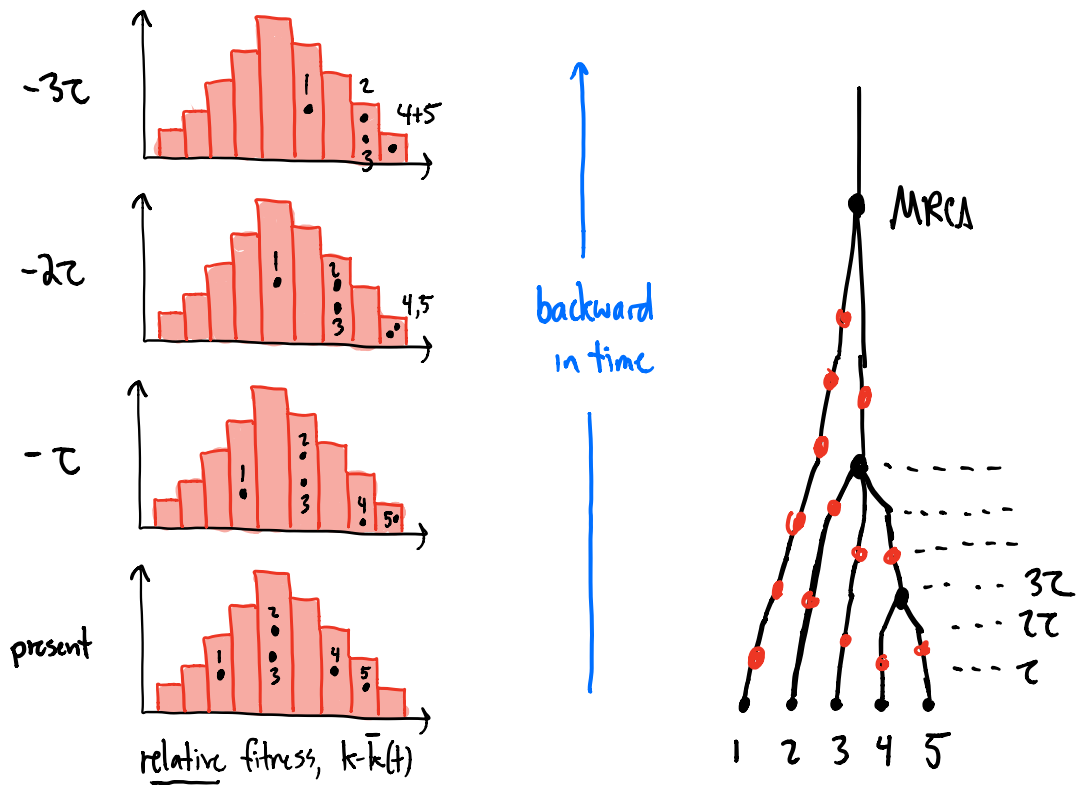 -3τ
1
2
3
4+5
-2τ
1
2
3
4,5
-τ
1
2
3
4
5
present
1
2
3
4
5
relative fitness, k-k̄(t)
backward
in time
MRCA
3τ
2τ
τ
1 2 3 4 5